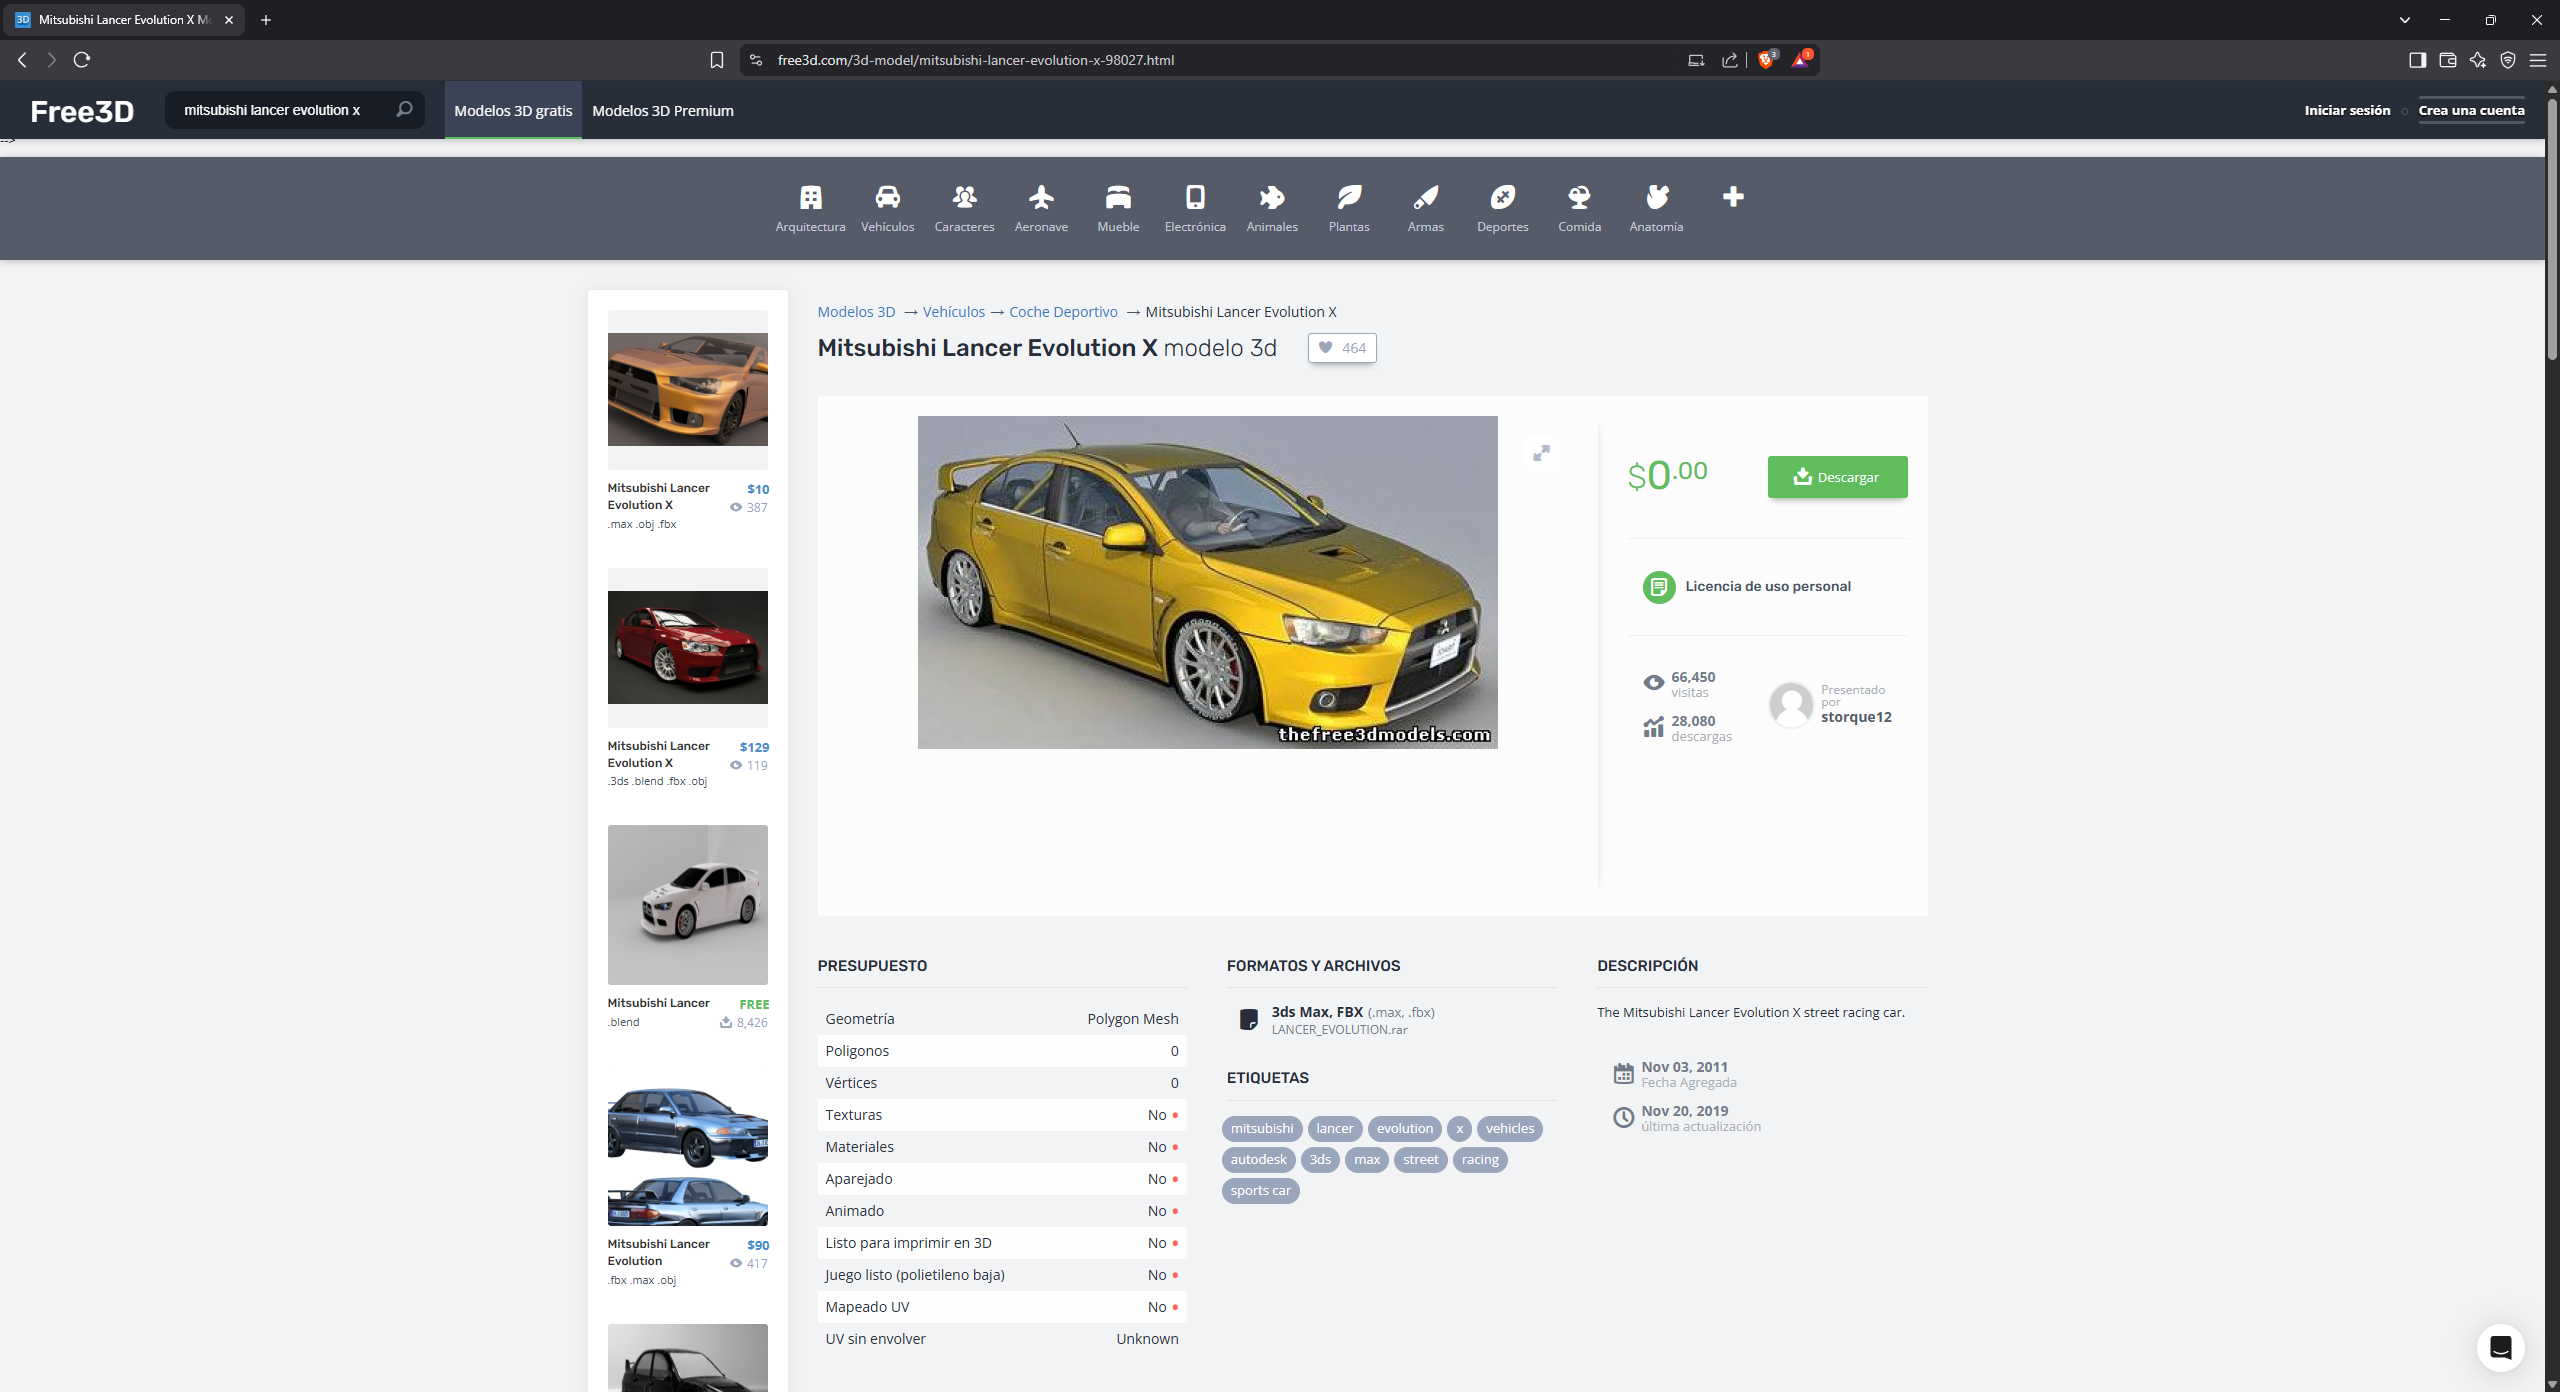 Mitsubishi Lancer Evolution X Mo
free3d.com/3d-model/mitsubishi-lancer-evolution-x-98027.html
Free3D
mitsubishi lancer evolution x
Modelos 3D gratis
Modelos 3D Premium
Iniciar sesión
o
Crea una cuenta
-->
Arquitectura
Vehículos
Caracteres
Aeronave
Mueble
Electrónica
Animales
Plantas
Armas
Deportes
Comida
Anatomía
Mitsubishi Lancer Evolution X
$10
387
.max .obj .fbx
Mitsubishi Lancer Evolution X
$129
119
.3ds .blend .fbx .obj
Mitsubishi Lancer
FREE
.blend
8,426
Mitsubishi Lancer Evolution
$90
417
.fbx .max .obj
Modelos 3D → Vehículos → Coche Deportivo → Mitsubishi Lancer Evolution X
Mitsubishi Lancer Evolution X modelo 3d
464
thefree3dmodels.com
$0.00
Descargar
Licencia de uso personal
66,450
visitas
28,080
descargas
Presentado
por
storque12
PRESUPUESTO
Geometría Polygon Mesh
Poligonos 0
Vértices 0
Texturas No
Materiales No
Aparejado No
Animado No
Listo para imprimir en 3D No
Juego listo (polietileno baja) No
Mapeado UV No
UV sin envolver Unknown
FORMATOS Y ARCHIVOS
3ds Max, FBX (.max, .fbx)
LANCER_EVOLUTION.rar
ETIQUETAS
mitsubishi lancer evolution x vehicles
autodesk 3ds max street racing
sports car
DESCRIPCIÓN
The Mitsubishi Lancer Evolution X street racing car.
Nov 03, 2011
Fecha Agregada
Nov 20, 2019
última actualización